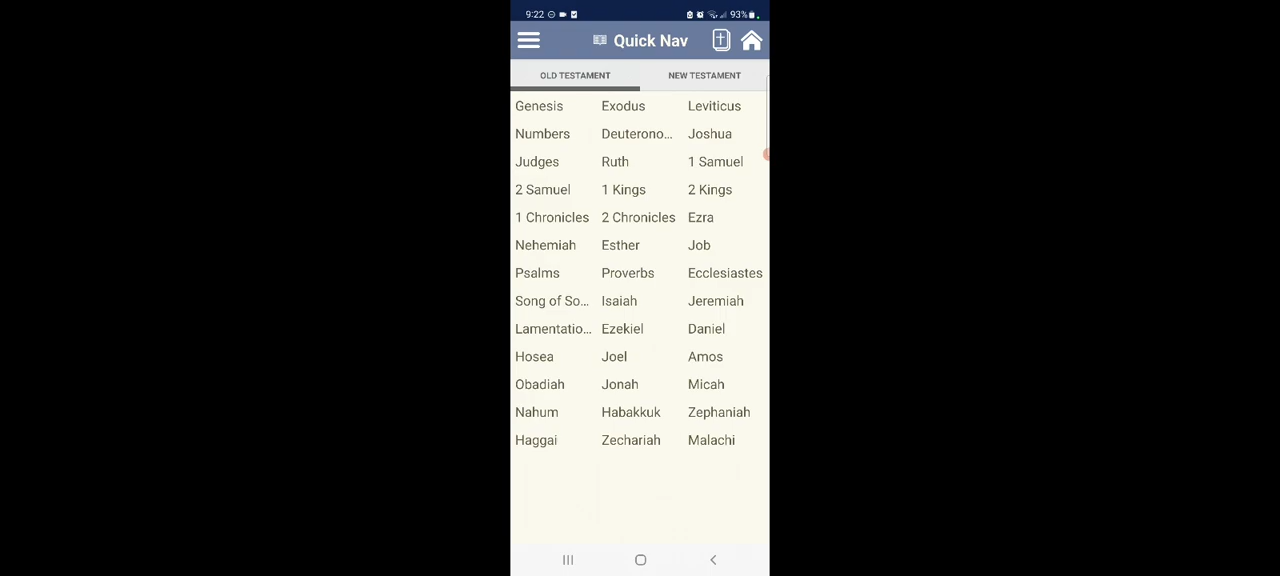 9:22 93%
Quick Nav
OLD TESTAMENT NEW TESTAMENT
Genesis Exodus Leviticus
Numbers Deuterono... Joshua
Judges Ruth 1 Samuel
2 Samuel 1 Kings 2 Kings
1 Chronicles 2 Chronicles Ezra
Nehemiah Esther Job
Psalms Proverbs Ecclesiastes
Song of So... Isaiah Jeremiah
Lamentatio... Ezekiel Daniel
Hosea Joel Amos
Obadiah Jonah Micah
Nahum Habakkuk Zephaniah
Haggai Zechariah Malachi